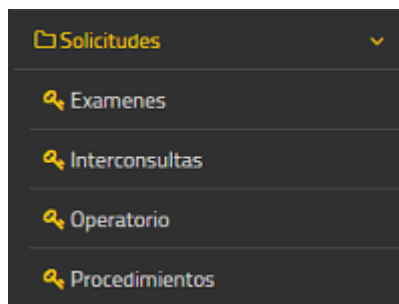 Solicitudes
Examenes
Interconsultas
Operatorio
Procedimientos